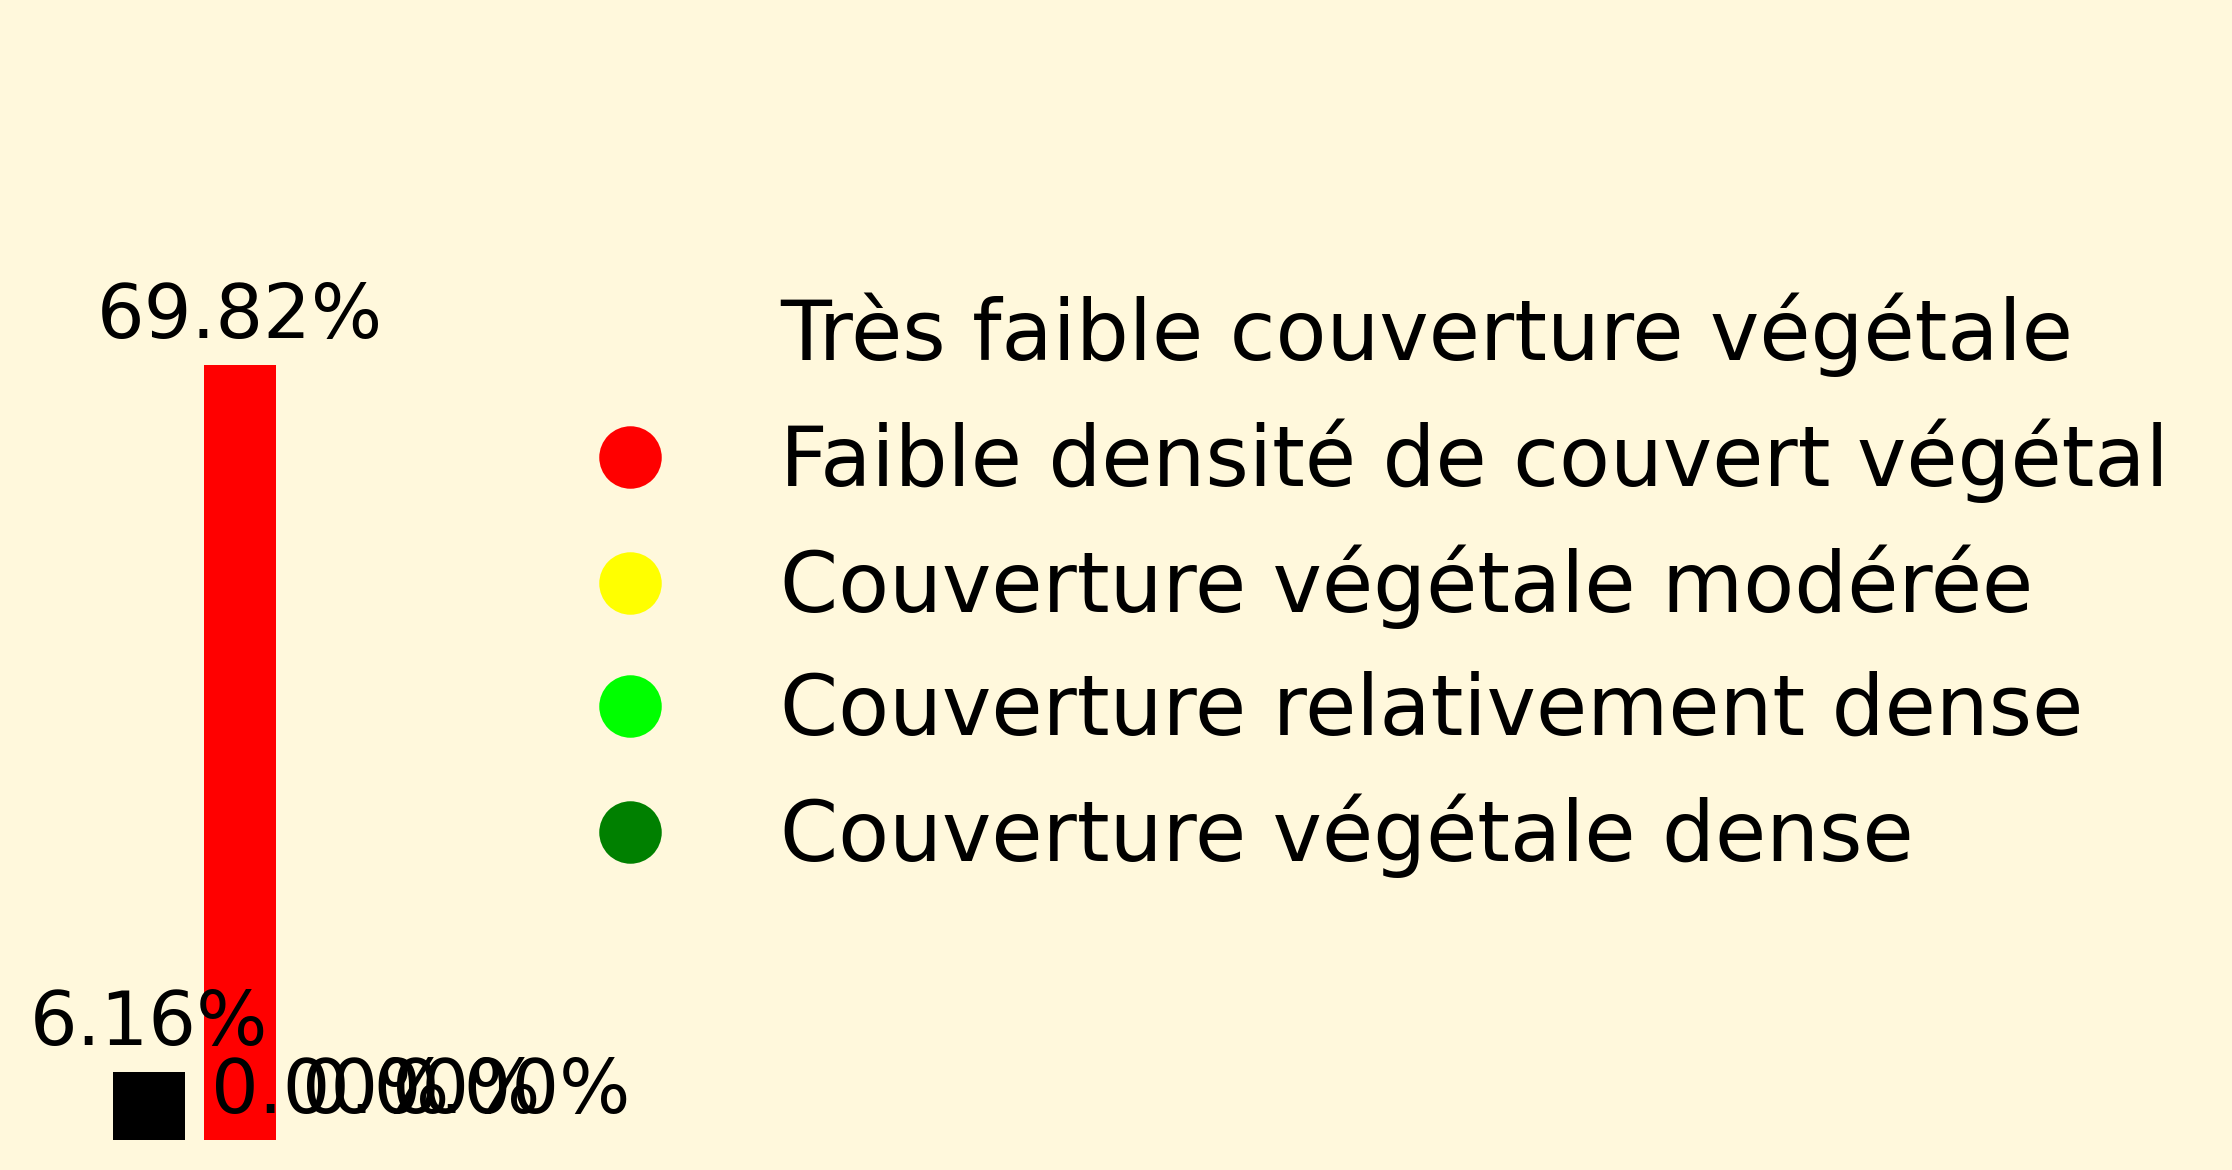 69.82%
Très faible couverture végétale
Faible densité de couvert végétal
Couverture végétale modérée
Couverture relativement dense
Couverture végétale dense
6.16%
0.00%
0.00%
0.00%